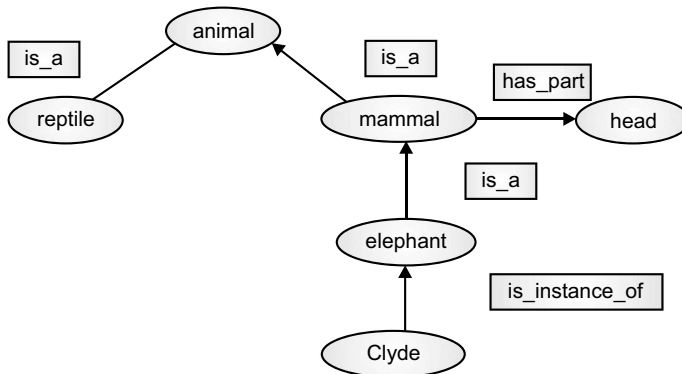 animal
is_a
is_a
has_part
reptile
mammal
head
is_a
elephant
is_instance_of
Clyde